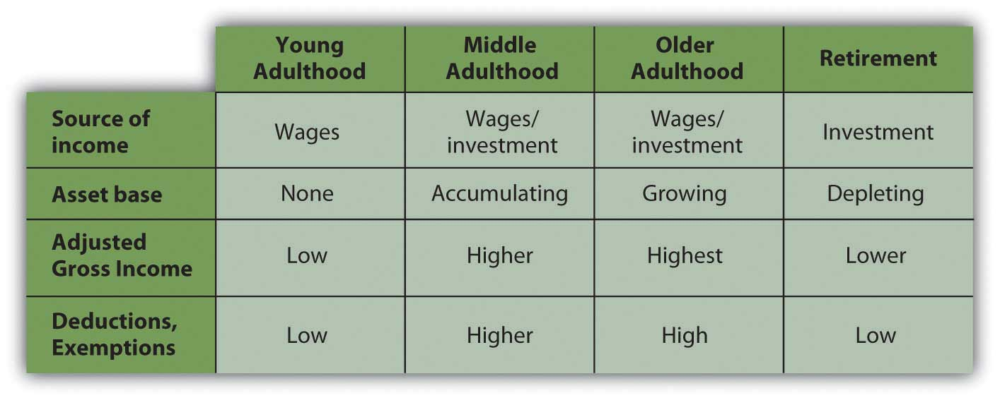 Young
Adulthood
Middle
Adulthood
Older
Adulthood
Retirement
Source of
income
Wages
Wages/
investment
Wages/
investment
Investment
Asset base
None
Accumulating
Growing
Depleting
Adjusted
Gross Income
Low
Higher
Highest
Lower
Deductions,
Exemptions
Low
Higher
High
Low